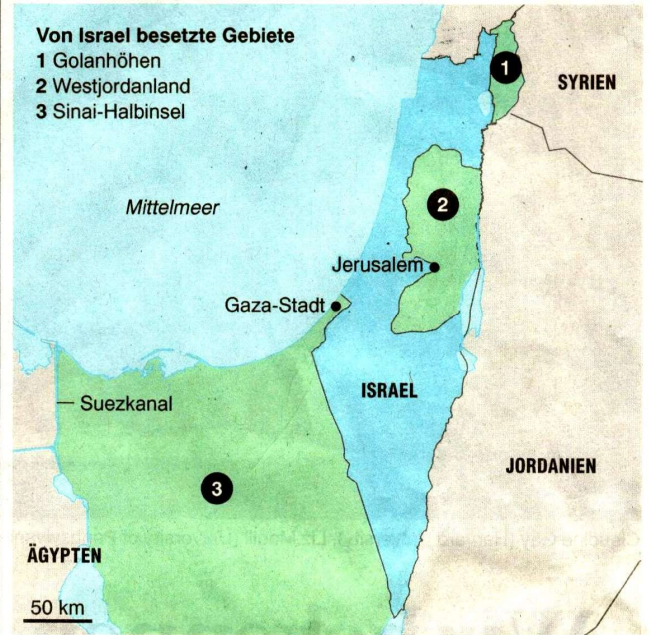 Von Israel besetzte Gebiete
1 Golanhöhen
2 Westjordanland
3 Sinai-Halbinsel
1
SYRIEN
Mittelmeer
2
Jerusalem
Gaza-Stadt
ISRAEL
Suezkanal
JORDANIEN
3
ÄGYPTEN
50 km